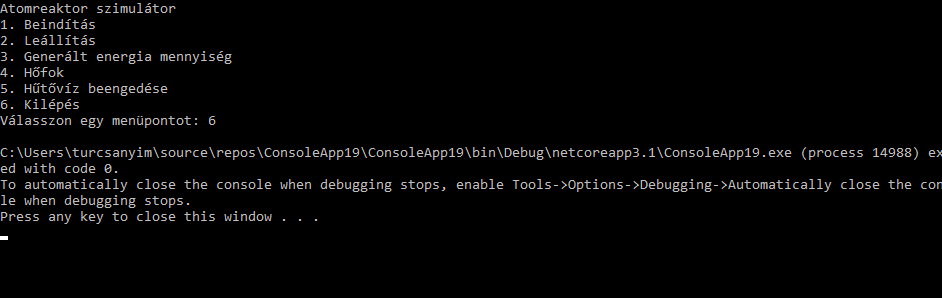 Atomreaktor szimulátor
1. Beindítás
2. Leállítás
3. Generált energia mennyiség
4. Hőfok
5. Hűtővíz beengedése
6. Kilépés
Válasszon egy menüpontot: 6
C:\Users\turcsanyim\source\repos\ConsoleApp19\ConsoleApp19\bin\Debug\netcoreapp3.1\ConsoleApp19.exe (process 14988) ex
ed with code 0.
To automatically close the console when debugging stops, enable Tools->Options->Debugging->Automatically close the con
le when debugging stops.
Press any key to close this window . . .